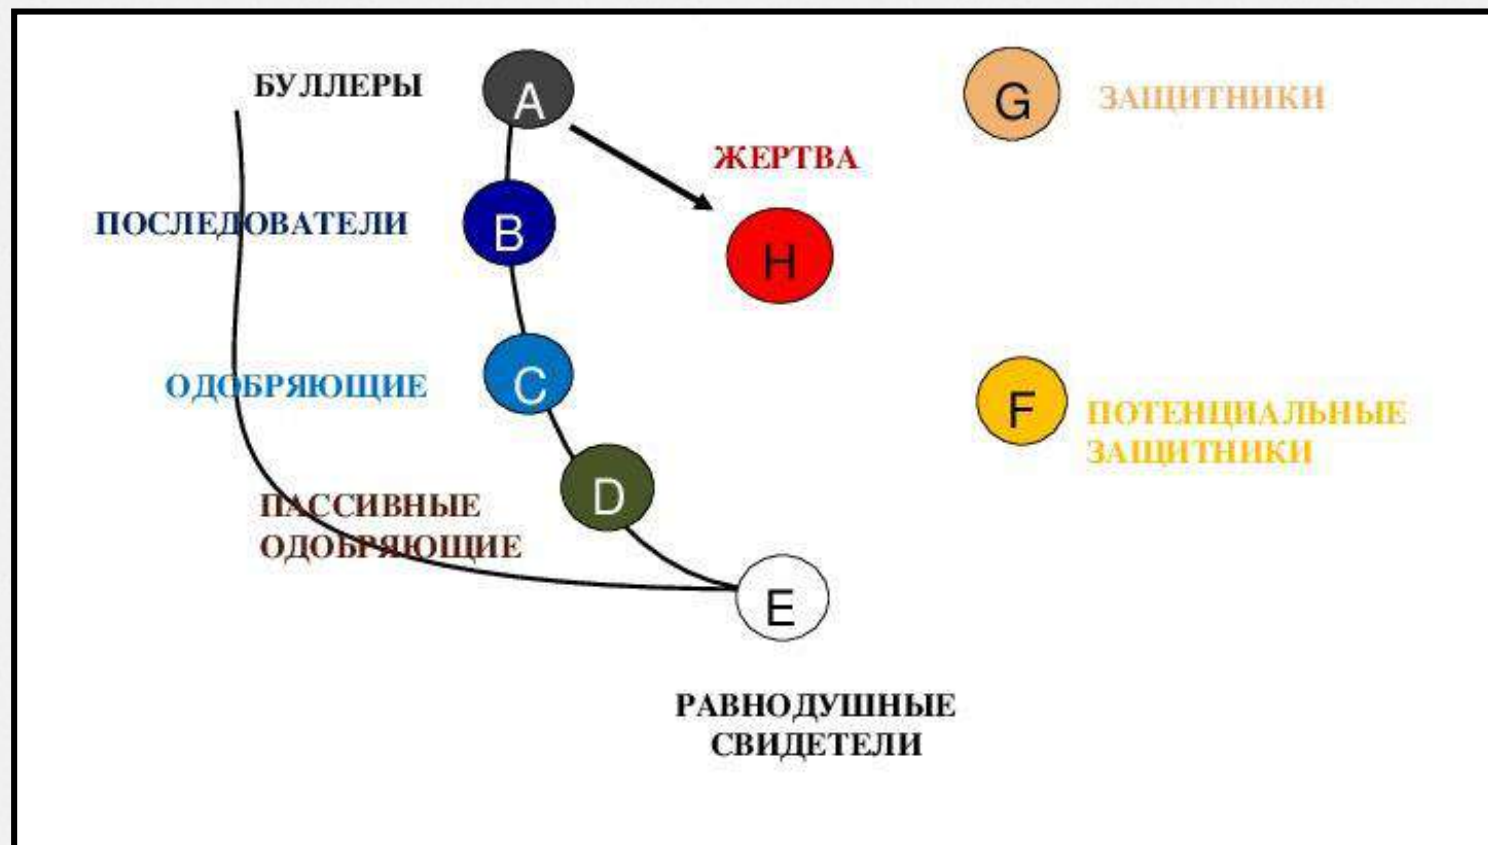 БУЛЛЕРЫ
A
G
ЗАЩИТНИКИ
ЖЕРТВА
ПОСЛЕДОВАТЕЛИ
B
H
ОДОБРЯЮЩИЕ
C
F
ПОТЕНЦИАЛЬНЫЕ
ЗАЩИТНИКИ
D
ПАССИВНЫЕ
ОДОБРЯЮЩИЕ
E
РАВНОДУШНЫЕ
СВИДЕТЕЛИ